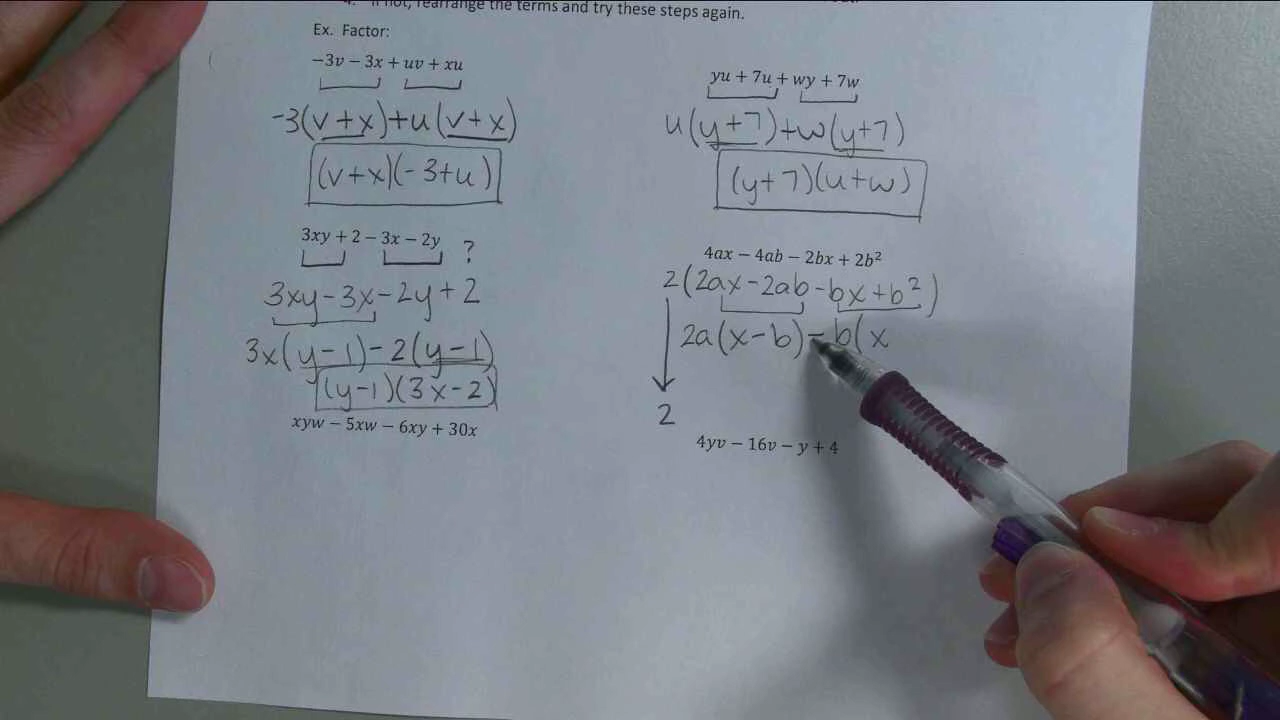 4. If not, rearrange the terms and try these steps again.
Ex. Factor:
−3v − 3x + uv + xu
-3(v+x)+u(v+x)
(v+x)(-3+u)
3xy + 2 − 3x − 2y ?
3xy-3x-2y+2
3x(y-1)-2(y-1)
(y-1)(3x-2)
xyw − 5xw − 6xy + 30x
yu + 7u + wy + 7w
u(y+7)+w(y+7)
(y+7)(u+w)
4ax − 4ab − 2bx + 2b²
2(2ax-2ab-bx+b²)
2a(x-b)-b(x
2
4yv − 16v − y + 4